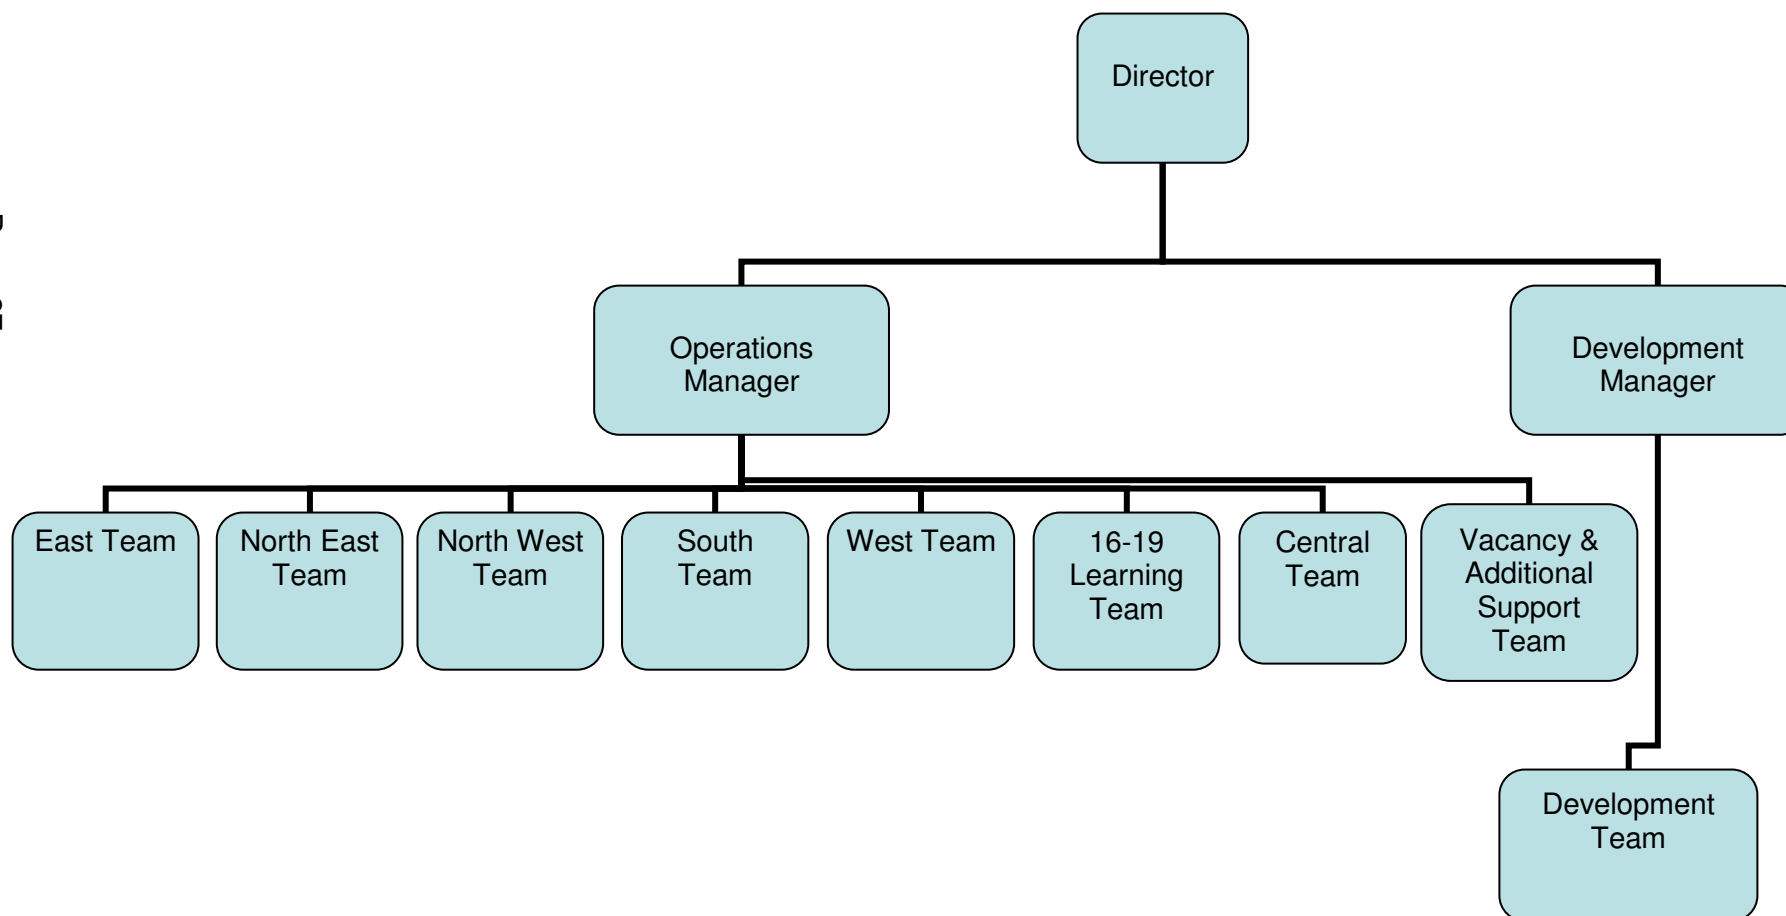 Director
Operations
Manager
Development
Manager
East Team
North East
Team
North West
Team
South
Team
West Team
16-19
Learning
Team
Central
Team
Vacancy &
Additional
Support
Team
Development
Team